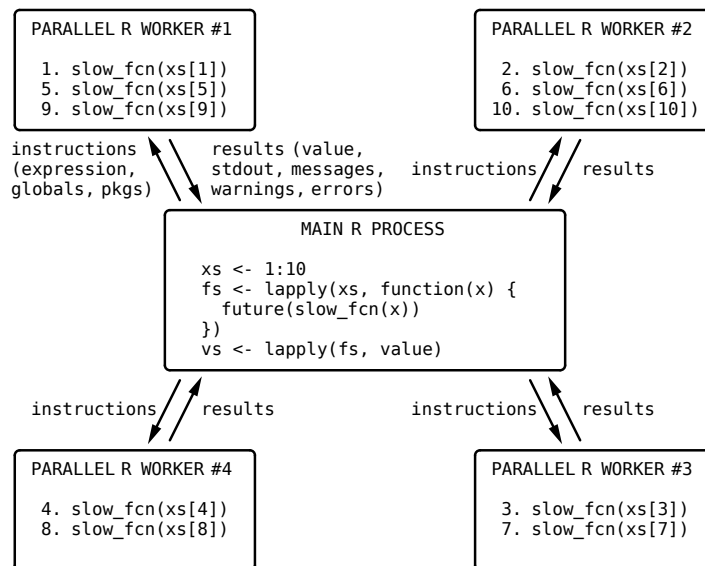 PARALLEL R WORKER #1
1. slow_fcn(xs[1])
5. slow_fcn(xs[5])
9. slow_fcn(xs[9])
PARALLEL R WORKER #2
2. slow_fcn(xs[2])
6. slow_fcn(xs[6])
10. slow_fcn(xs[10])
instructions
(expression,
globals, pkgs)
results (value,
stdout, messages,
warnings, errors)
instructions
results
MAIN R PROCESS
xs <- 1:10
fs <- lapply(xs, function(x) {
future(slow_fcn(x))
})
vs <- lapply(fs, value)
instructions
results
instructions
results
PARALLEL R WORKER #4
4. slow_fcn(xs[4])
8. slow_fcn(xs[8])
PARALLEL R WORKER #3
3. slow_fcn(xs[3])
7. slow_fcn(xs[7])